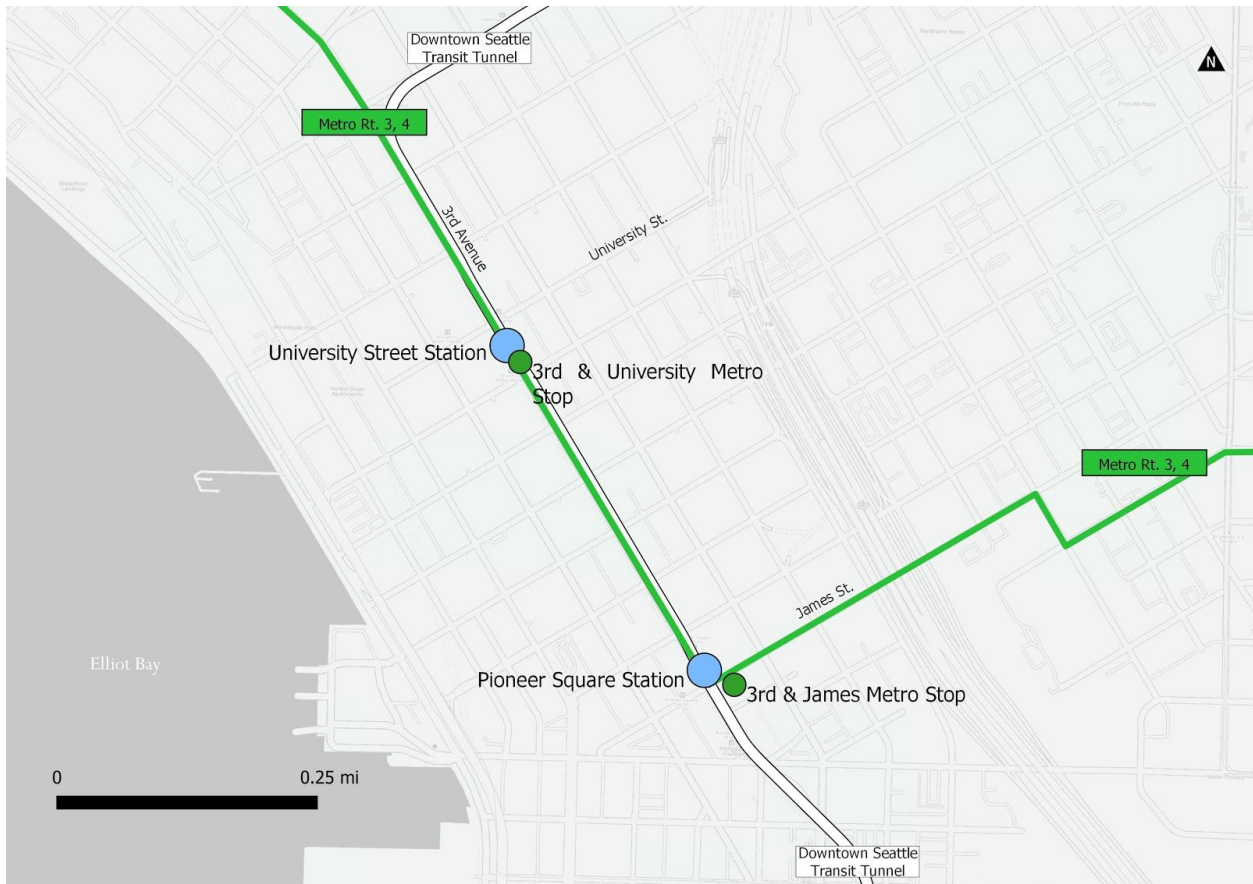 Downtown Seattle
Transit Tunnel
N
Metro Rt. 3, 4
3rd Avenue
University St.
University Street Station
3rd & University Metro
Stop
Metro Rt. 3, 4
James St.
Elliot Bay
Pioneer Square Station
3rd & James Metro Stop
0 0.25 mi
Downtown Seattle
Transit Tunnel